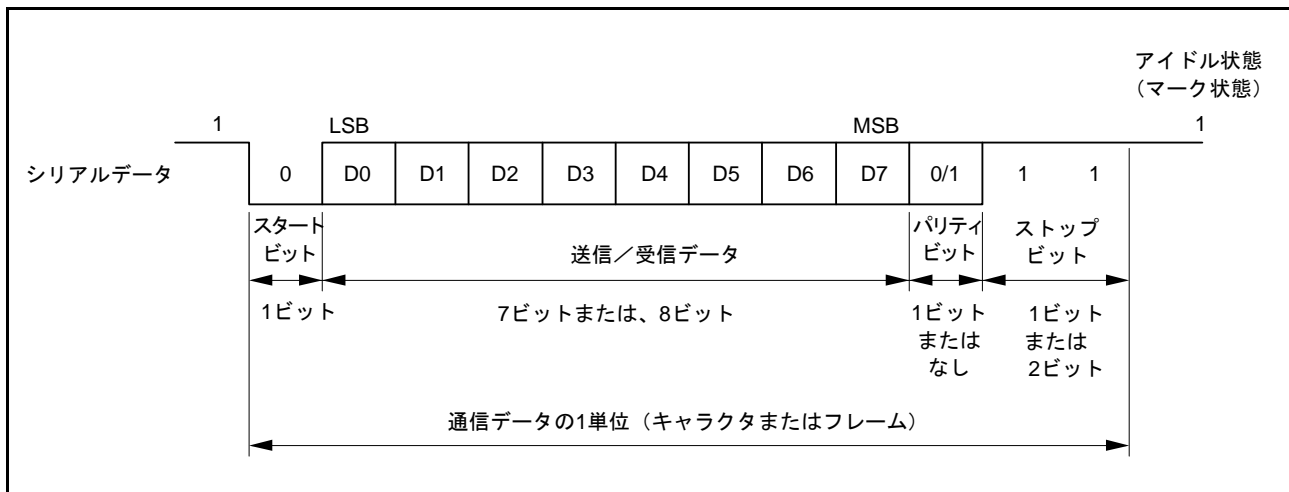 アイドル状態
（マーク状態）
1 LSB MSB 1
シリアルデータ 0 D0 D1 D2 D3 D4 D5 D6 D7 0/1 1 1
スタート
ビット
送信／受信データ
パリティ
ビット
ストップ
ビット
1ビット
7ビットまたは、8ビット
1ビット
または
なし
1ビット
または
2ビット
通信データの1単位（キャラクタまたはフレーム）